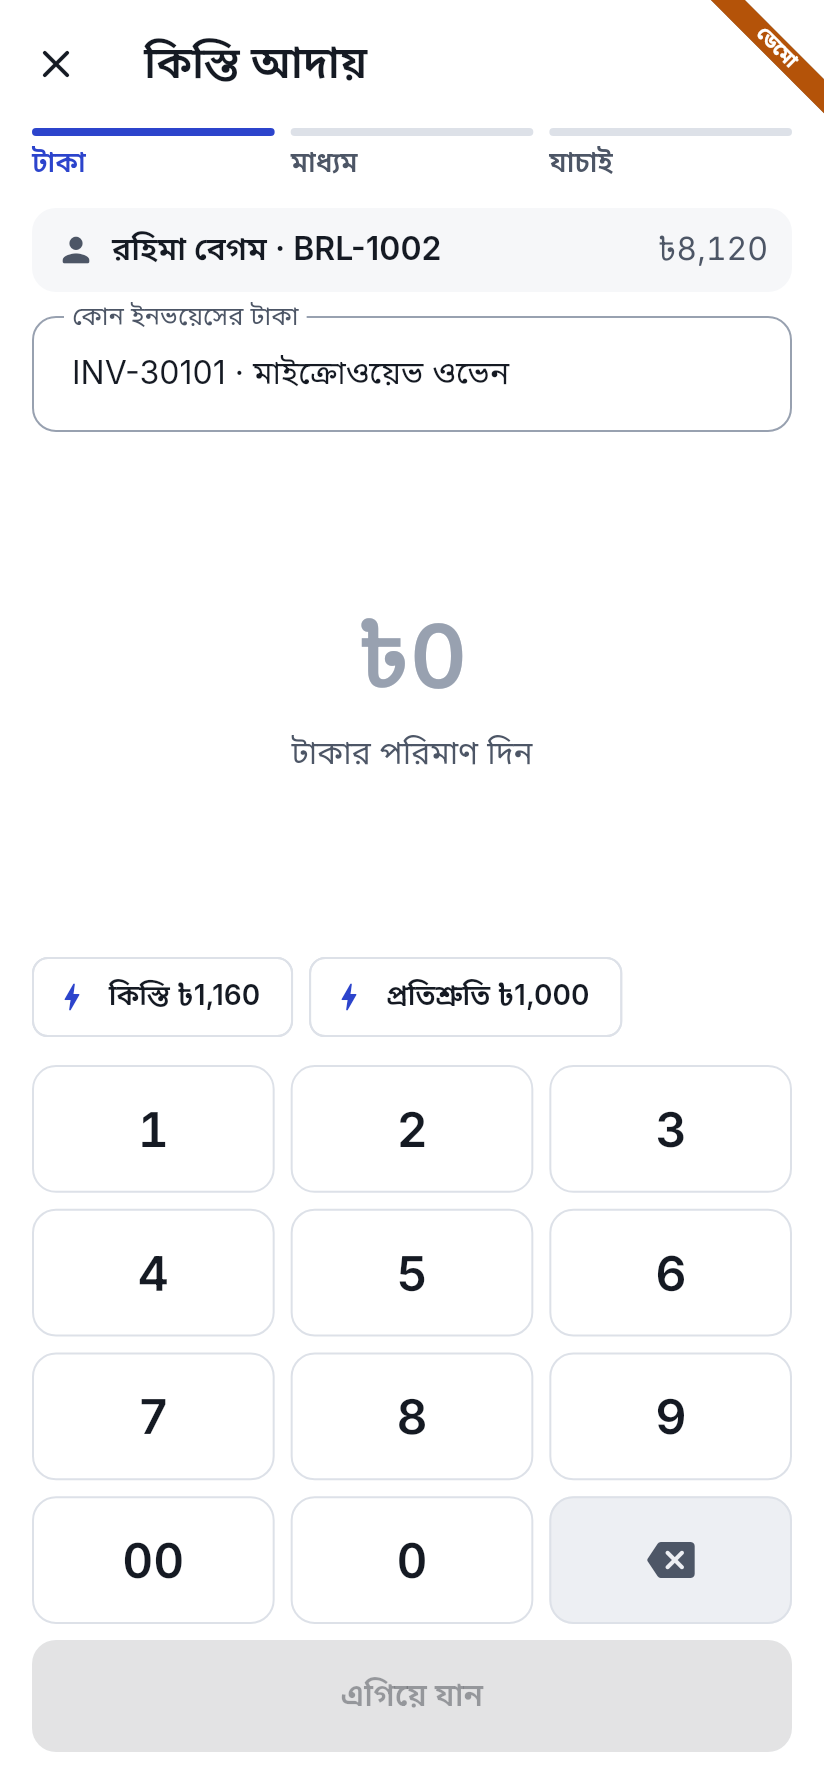 কিস্তি আদায়
ডেমো
টাকা
মাধ্যম
যাচাই
রহিমা বেগম · BRL-1002
৳8,120
কোন ইনভয়েসের টাকা
INV-30101 · মাইক্রোওয়েভ ওভেন
৳0
টাকার পরিমাণ দিন
কিস্তি ৳1,160
প্রতিশ্রুতি ৳1,000
1
2
3
4
5
6
7
8
9
00
0
এগিয়ে যান